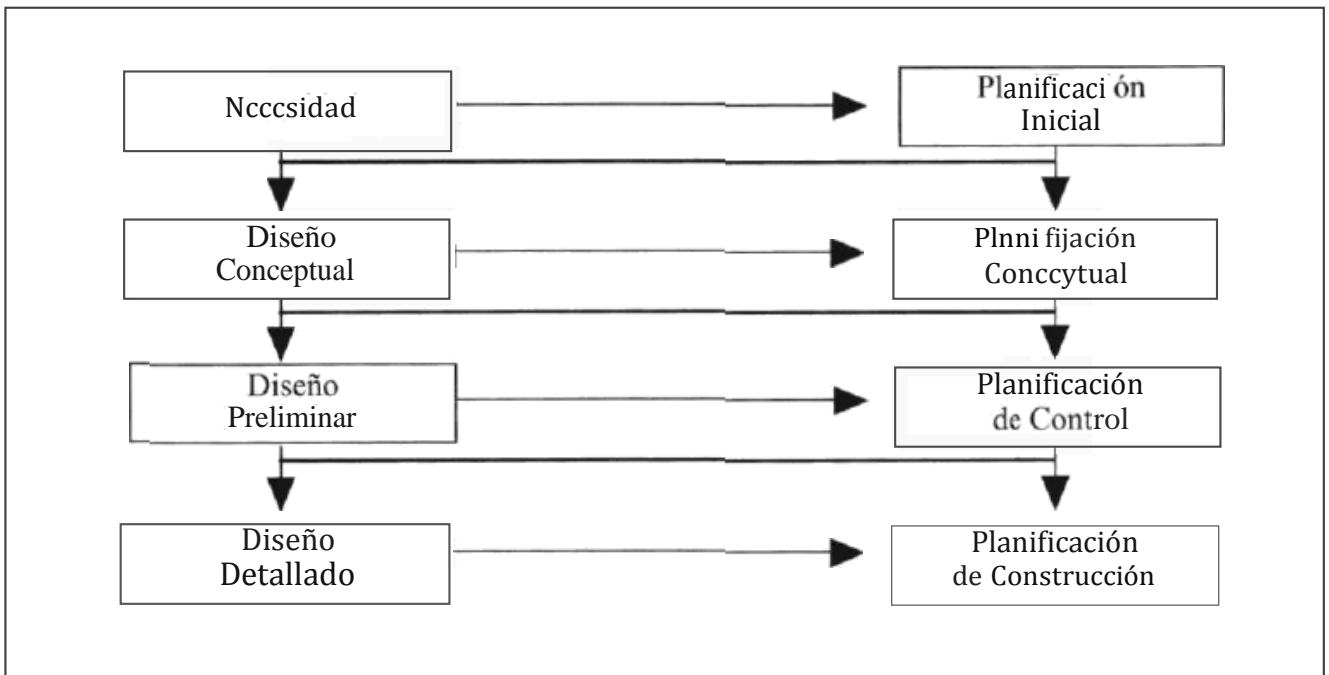 Ncccsidad
Planificaci ón
Inicial
Diseño
Conceptual
Plnni fijación
Conccytual
Diseño
Preliminar
Planificación
de Control
Diseño
Detallado
Planificación
de Construcción